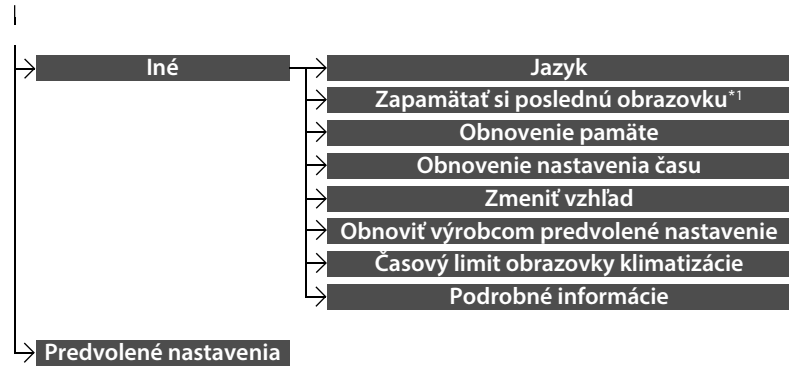 Iné
Jazyk
Zapamätať si poslednú obrazovku*1
Obnovenie pamäte
Obnovenie nastavenia času
Zmeniť vzhľad
Obnoviť výrobcom predvolené nastavenie
Časový limit obrazovky klimatizácie
Podrobné informácie
Predvolené nastavenia